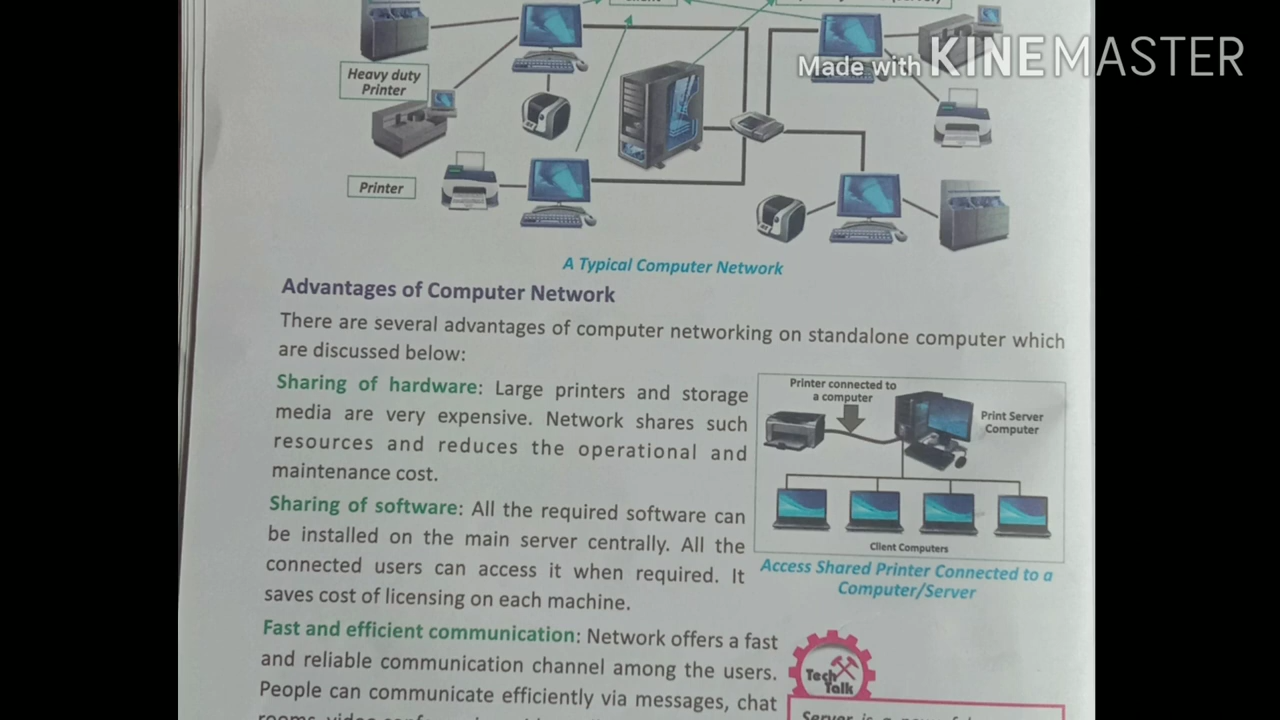 Made with KINEMASTER
Heavy duty
Printer
Printer
A Typical Computer Network
Advantages of Computer Network
There are several advantages of computer networking on standalone computer which
are discussed below:
Sharing of hardware: Large printers and storage
media are very expensive. Network shares such
resources and reduces the operational and
maintenance cost.
Sharing of software: All the required software can
be installed on the main server centrally. All the
connected users can access it when required. It
saves cost of licensing on each machine.
Fast and efficient communication: Network offers a fast
and reliable communication channel among the users.
People can communicate efficiently via messages, chat
Printer connected to
a computer
Print Server
Computer
Client Computers
Access Shared Printer Connected to a
Computer/Server
Tech
Talk